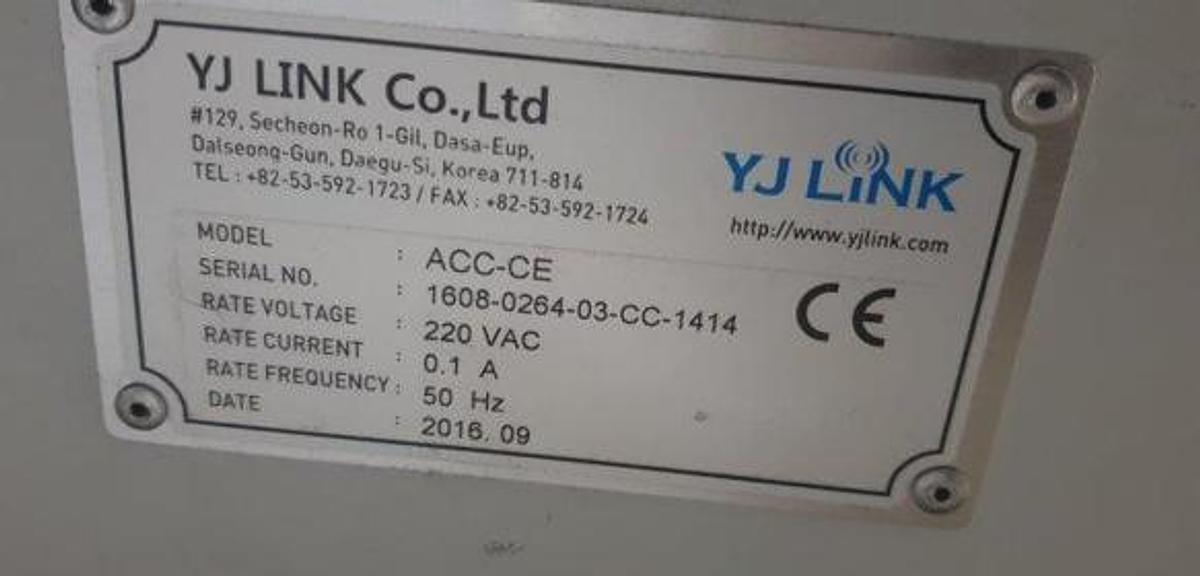 YJ LINK Co.,Ltd
#129, Secheon-Ro 1-Gil, Dasa-Eup,
Dalseong-Gun, Daegu-Si, Korea 711-814
TEL : +82-53-592-1723 / FAX : +82-53-592-1724
YJ LiNK
http://www.yjlink.com
MODEL : ACC-CE
SERIAL NO. : 1608-0264-03-CC-1414
RATE VOLTAGE : 220 VAC
RATE CURRENT : 0.1 A
RATE FREQUENCY : 50 Hz
DATE : 2016. 09
CE